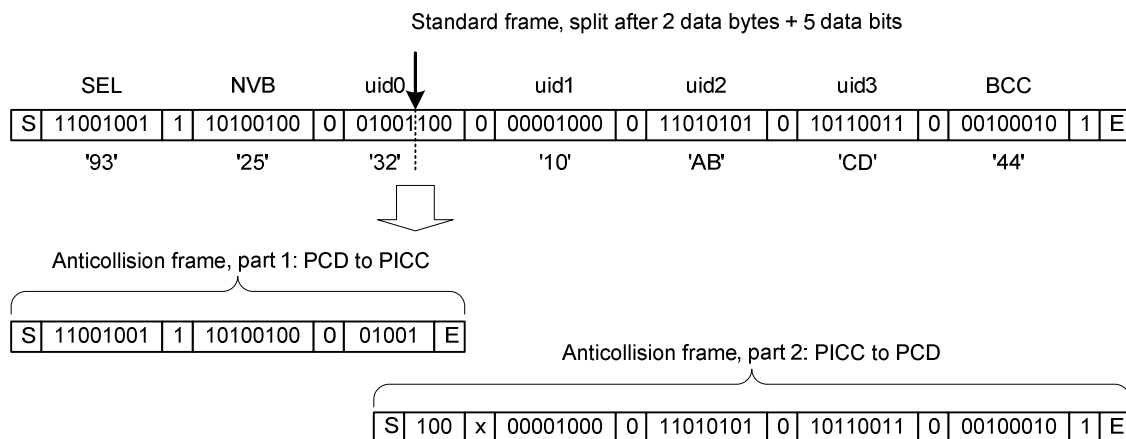 Standard frame, split after 2 data bytes + 5 data bits
SEL NVB uid0 uid1 uid2 uid3 BCC
S 11001001 1 10100100 0 01001100 0 00001000 0 11010101 0 10110011 0 00100010 1 E
'93' '25' '32' '10' 'AB' 'CD' '44'
Anticollision frame, part 1: PCD to PICC
S 11001001 1 10100100 0 01001 E
Anticollision frame, part 2: PICC to PCD
S 100 x 00001000 0 11010101 0 10110011 0 00100010 1 E